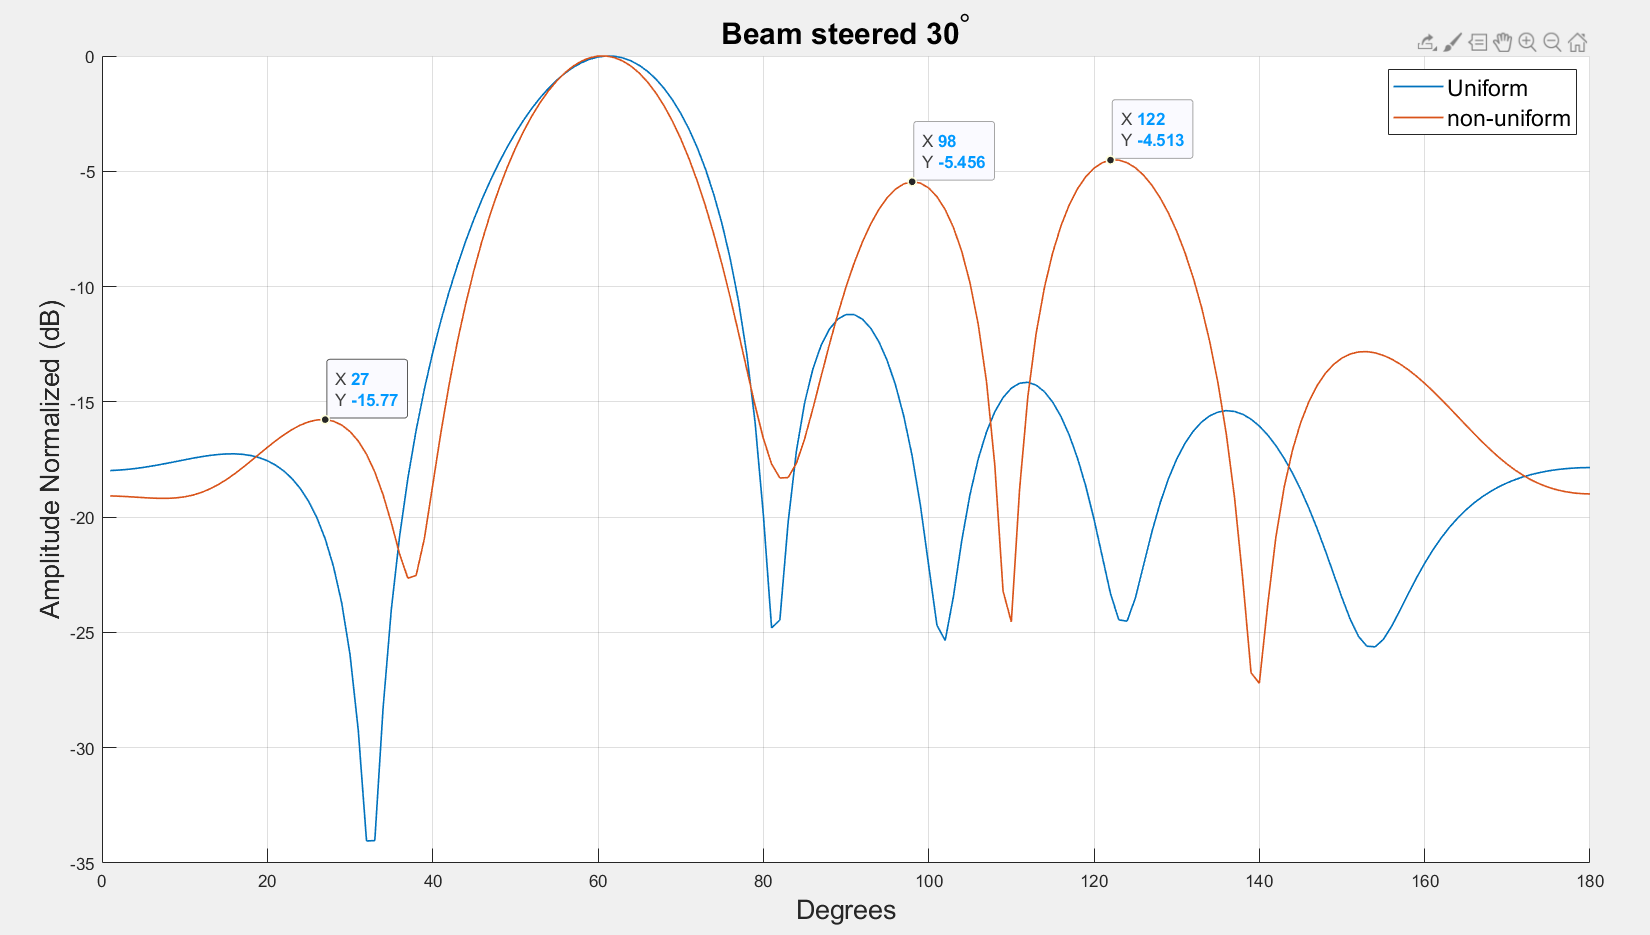 Beam steered 30°
Uniform
non-uniform
X 122
Y -4.513
X 98
Y -5.456
X 27
Y -15.77
Amplitude Normalized (dB)
0
-5
-10
-15
-20
-25
-30
-35
0 20 40 60 80 100 120 140 160 180
Degrees